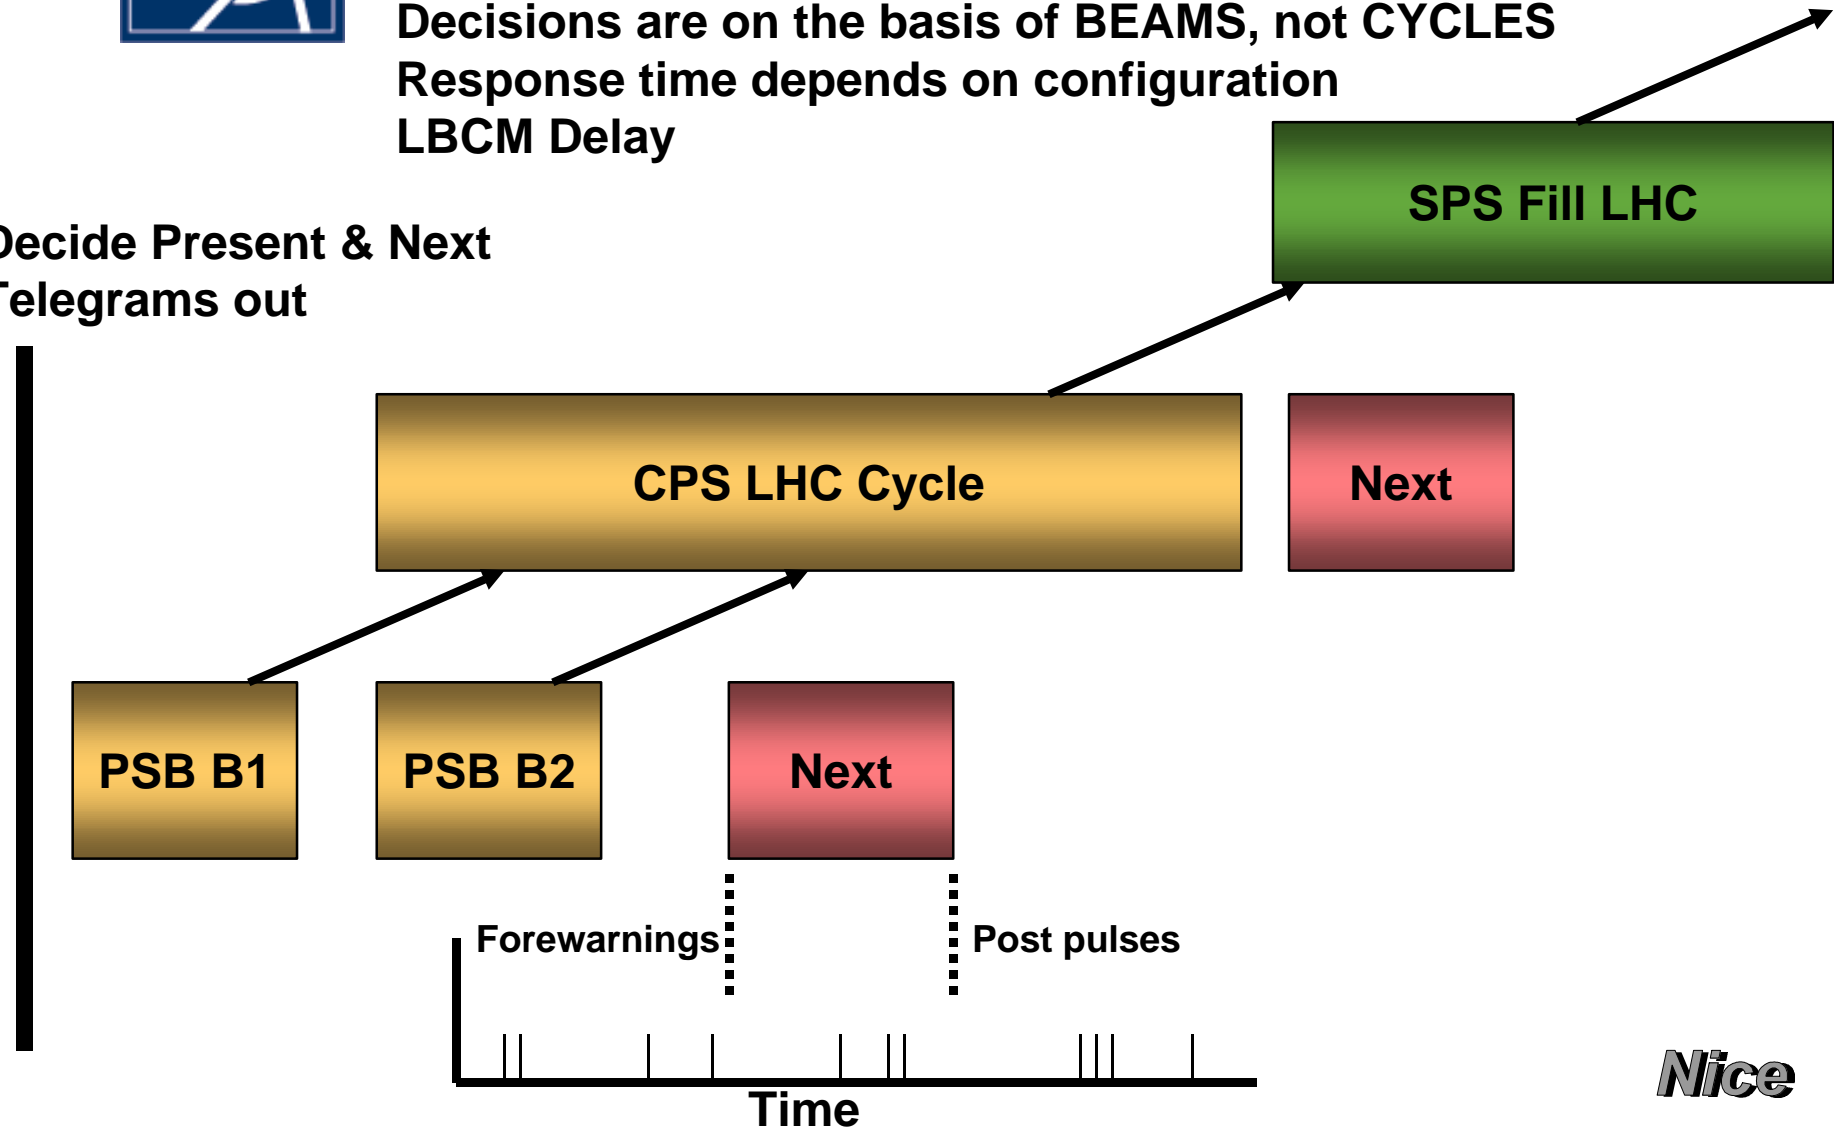 Decisions are on the basis of BEAMS, not CYCLES
Response time depends on configuration
LBCM Delay
SPS Fill LHC
Decide Present & Next
Telegrams out
CPS LHC Cycle
Next
PSB B1
PSB B2
Next
Forewarnings
Post pulses
Time
Nice